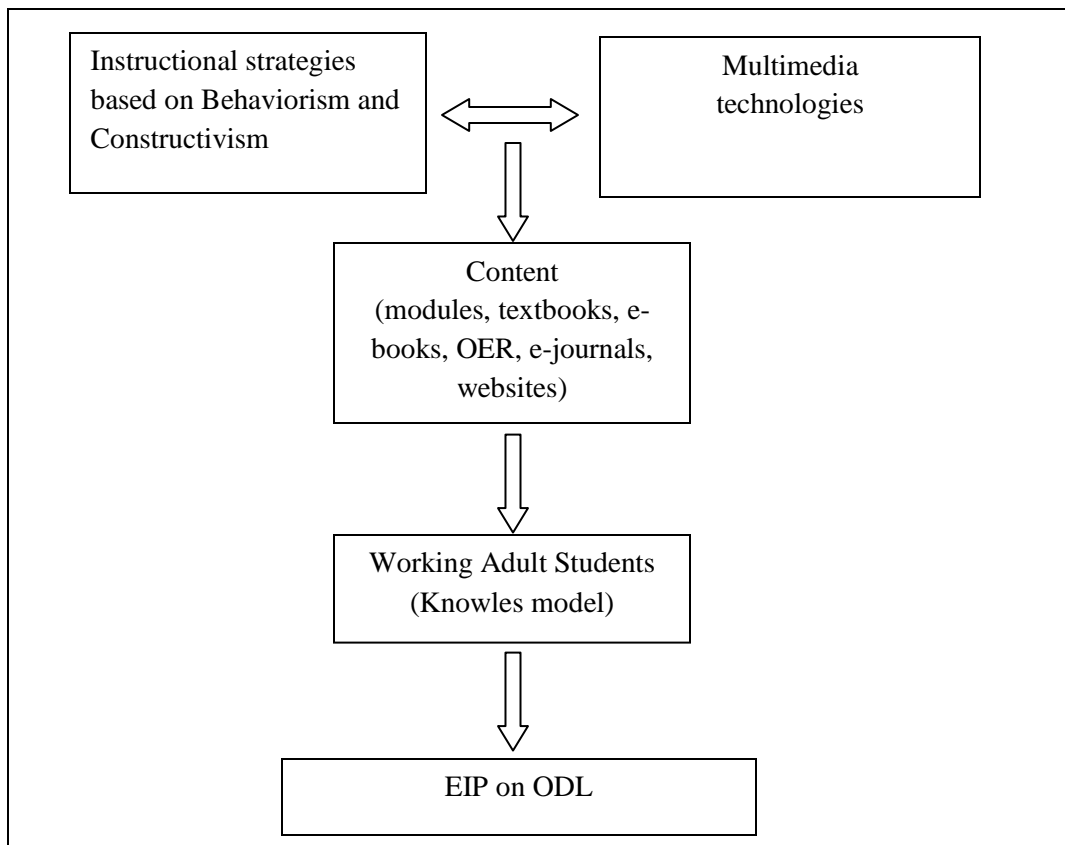 Instructional strategies
based on Behaviorism and
Constructivism
Multimedia
technologies
Content
(modules, textbooks, e-
books, OER, e-journals,
websites)
Working Adult Students
(Knowles model)
EIP on ODL